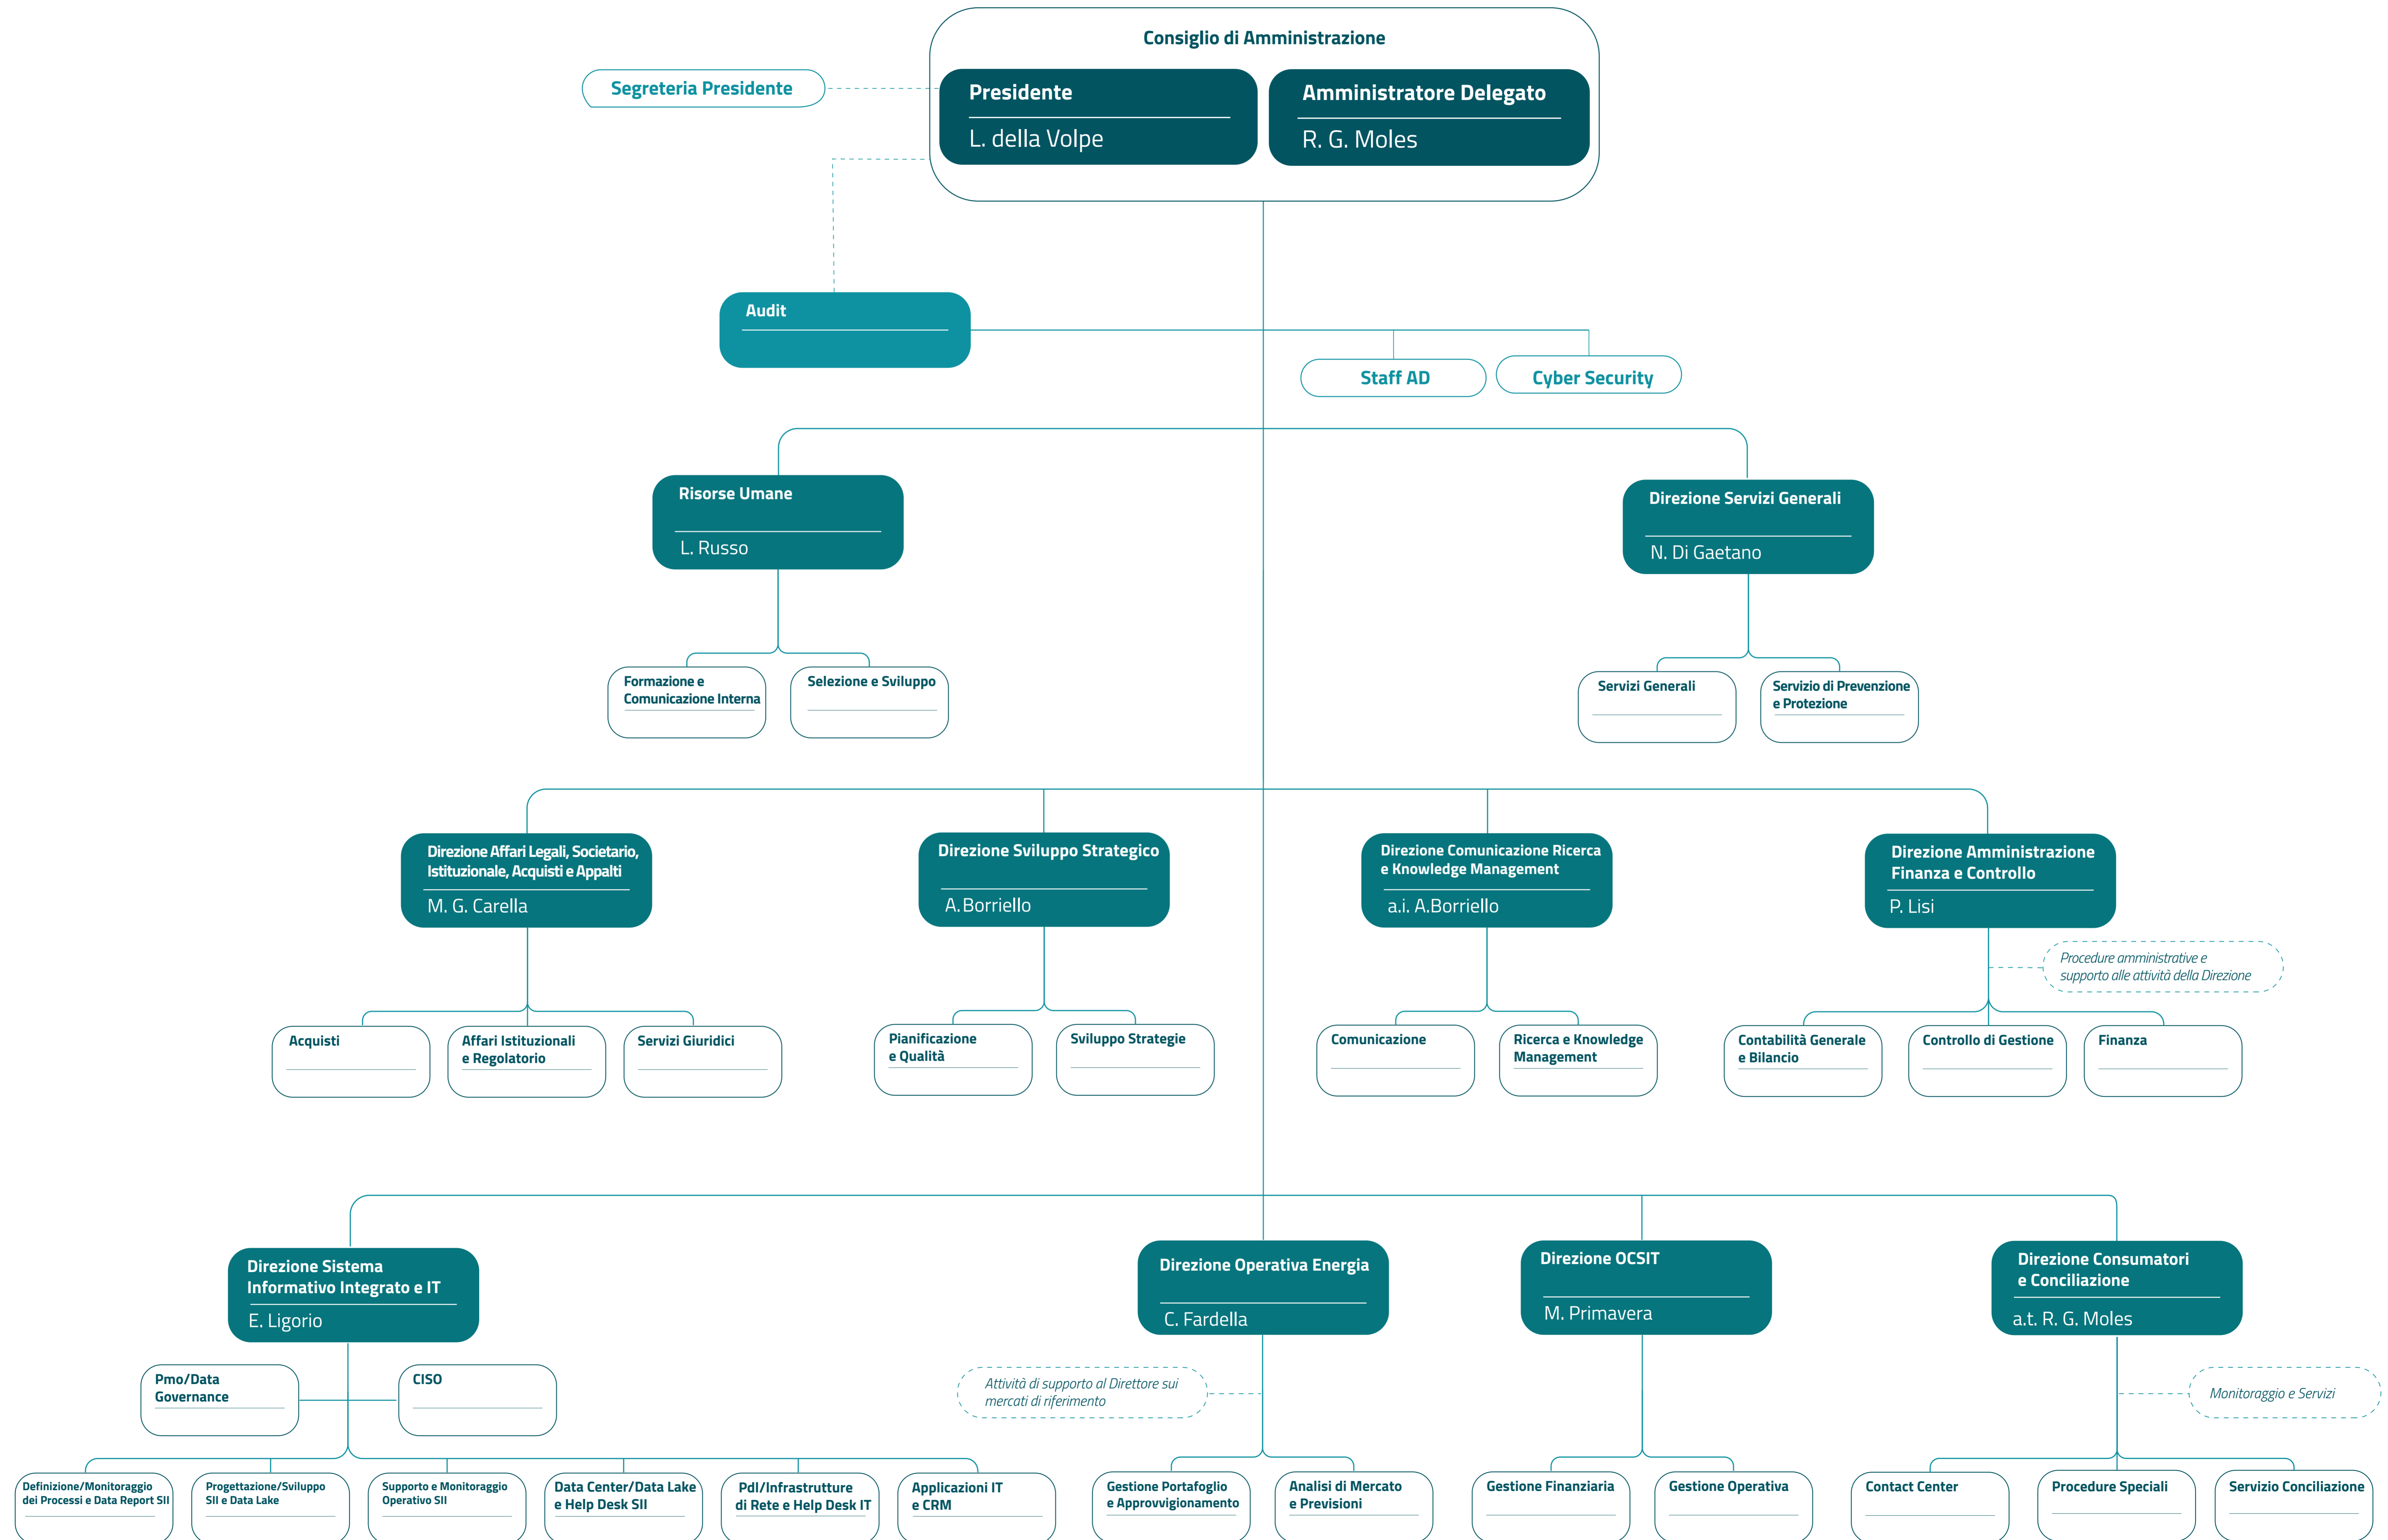 Consiglio di Amministrazione
Segreteria Presidente
Presidente
L. della Volpe
Amministratore Delegato
R. G. Moles
Audit
Staff AD
Cyber Security
Risorse Umane
L. Russo
Direzione Servizi Generali
N. Di Gaetano
Formazione e
Comunicazione Interna
Selezione e Sviluppo
Servizi Generali
Servizio di Prevenzione
e Protezione
Direzione Affari Legali, Societario,
Istituzionale, Acquisti e Appalti
M. G. Carella
Direzione Sviluppo Strategico
A.Borriello
Direzione Comunicazione Ricerca
e Knowledge Management
a.i. A.Borriello
Direzione Amministrazione
Finanza e Controllo
P. Lisi
Procedure amministrative e
supporto alle attività della Direzione
Acquisti
Affari Istituzionali
e Regolatorio
Servizi Giuridici
Pianificazione
e Qualità
Sviluppo Strategie
Comunicazione
Ricerca e Knowledge
Management
Contabilità Generale
e Bilancio
Controllo di Gestione
Finanza
Direzione Sistema
Informativo Integrato e IT
E. Ligorio
Direzione Operativa Energia
C. Fardella
Direzione OCSIT
M. Primavera
Direzione Consumatori
e Conciliazione
a.t. R. G. Moles
Pmo/Data
Governance
CISO
Attività di supporto al Direttore sui
mercati di riferimento
Monitoraggio e Servizi
Definizione/Monitoraggio
dei Processi e Data Report SII
Progettazione/Sviluppo
SII e Data Lake
Supporto e Monitoraggio
Operativo SII
Data Center/Data Lake
e Help Desk SII
Pdl/Infrastrutture
di Rete e Help Desk IT
Applicazioni IT
e CRM
Gestione Portafoglio
e Approvvigionamento
Analisi di Mercato
e Previsioni
Gestione Finanziaria
Gestione Operativa
Contact Center
Procedure Speciali
Servizio Conciliazione